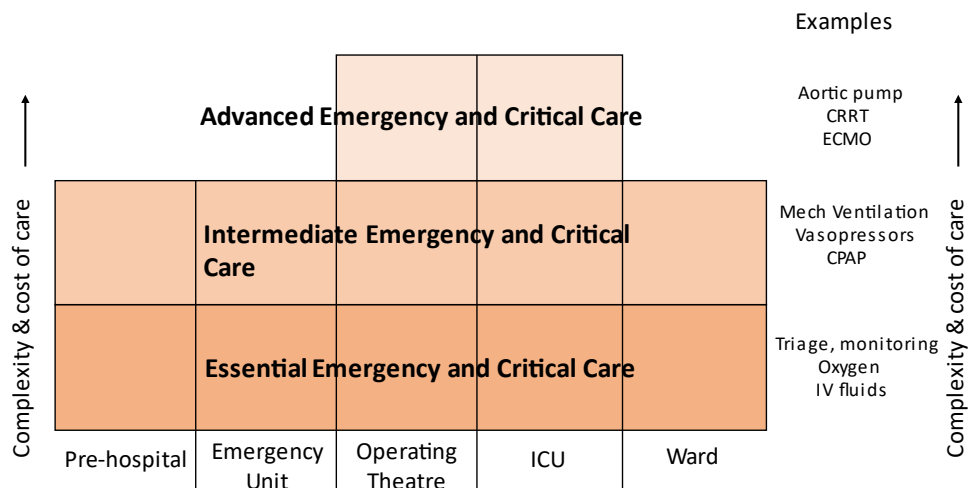 Examples
Advanced Emergency and Critical Care
Aortic pump
CRRT
ECMO
Complexity & cost of care
Intermediate Emergency and Critical
Care
Mech Ventilation
Vasopressors
CPAP
Complexity & cost of care
Essential Emergency and Critical Care
Triage, monitoring
Oxygen
IV fluids
Pre-hospital
Emergency
Unit
Operating
Theatre
ICU
Ward